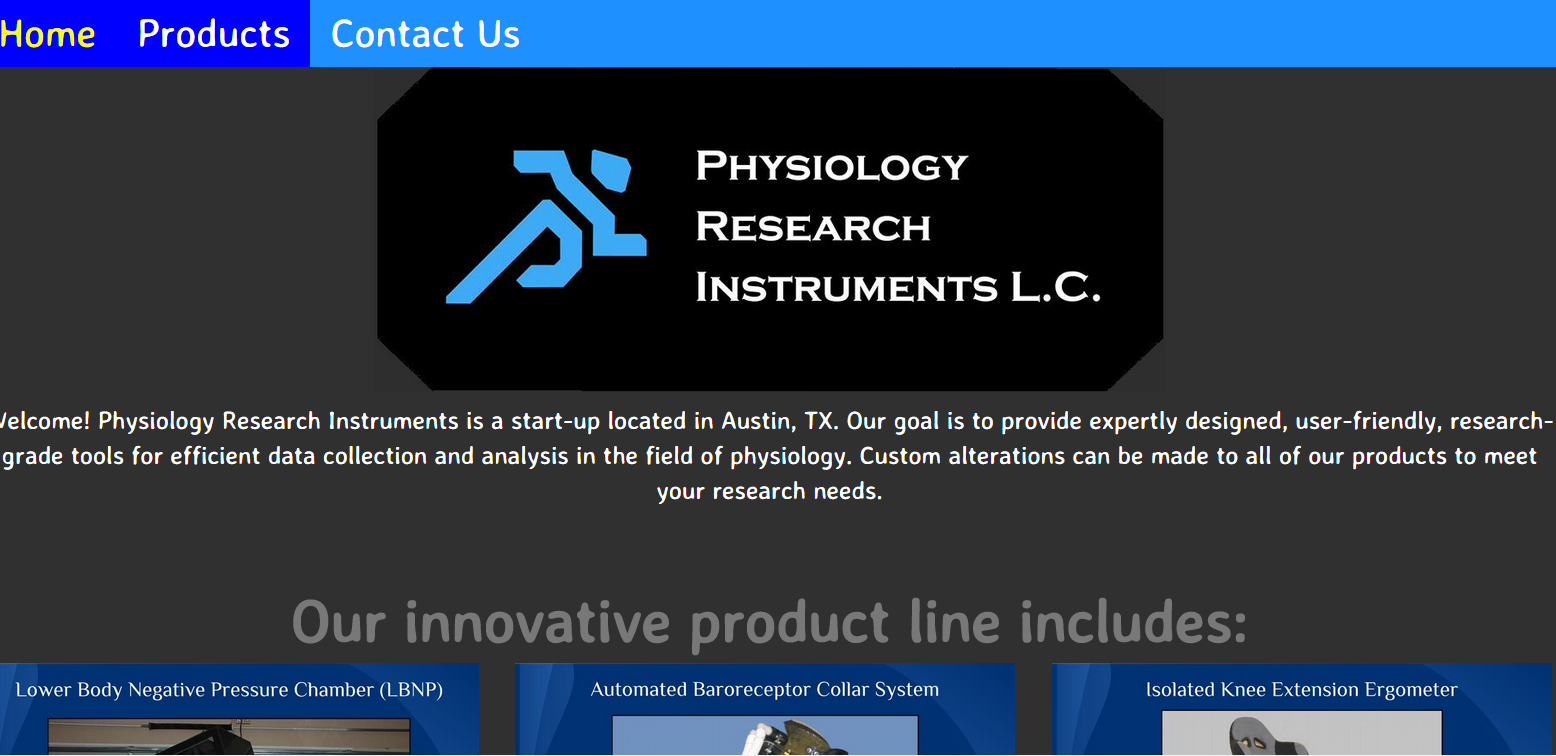 Home Products Contact Us
PHYSIOLOGY
RESEARCH
INSTRUMENTS L.C.
Welcome! Physiology Research Instruments is a start-up located in Austin, TX. Our goal is to provide expertly designed, user-friendly, research-
grade tools for efficient data collection and analysis in the field of physiology. Custom alterations can be made to all of our products to meet
your research needs.
Our innovative product line includes:
Lower Body Negative Pressure Chamber (LBNP)
Automated Baroreceptor Collar System
Isolated Knee Extension Ergometer